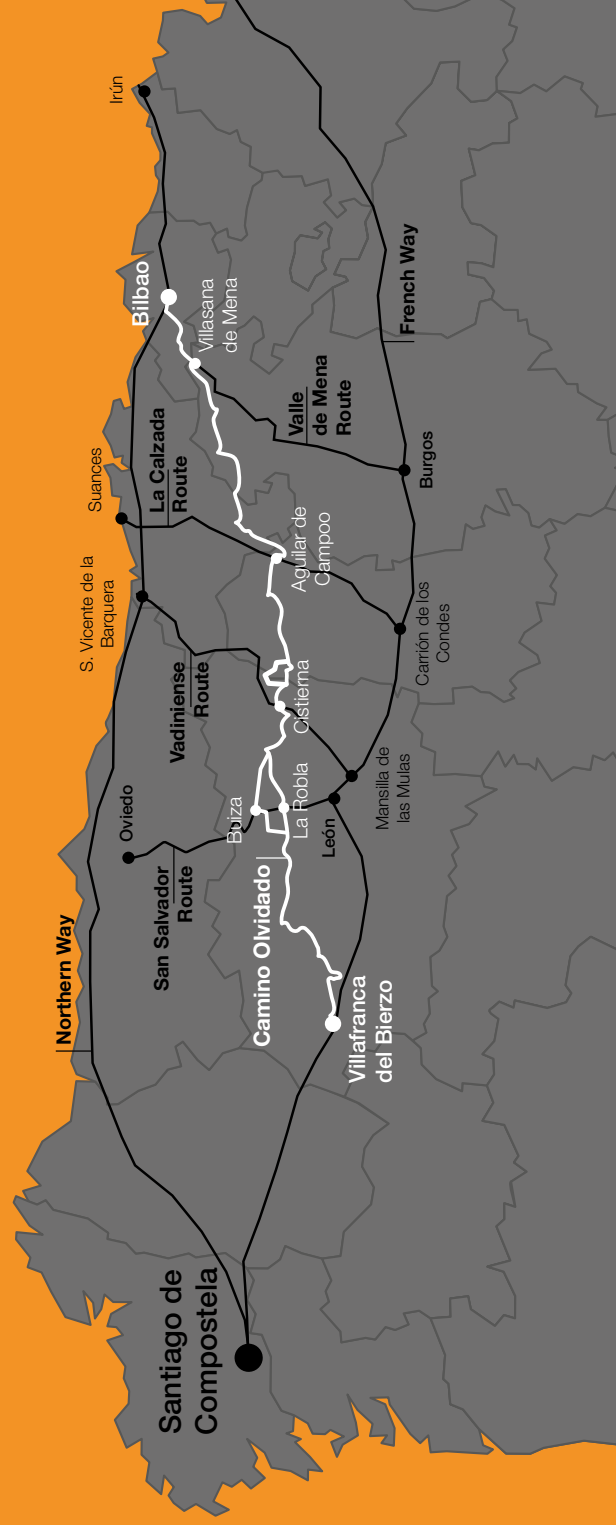 Northern Way
Santiago de
Compostela
San Salvador
Route
Oviedo
Camino Olvidado
Villafranca
del Bierzo
Buiza
La Robla
León
Mansilla de
las Mulas
Vadiniense
Route
Cistierna
S. Vicente de la
Barquera
Suances
La Calzada
Route
Aguilar de
Campoo
Carrión de los
Condes
Valle
de Mena
Route
Burgos
Bilbao
Villasana
de Mena
French Way
Irún